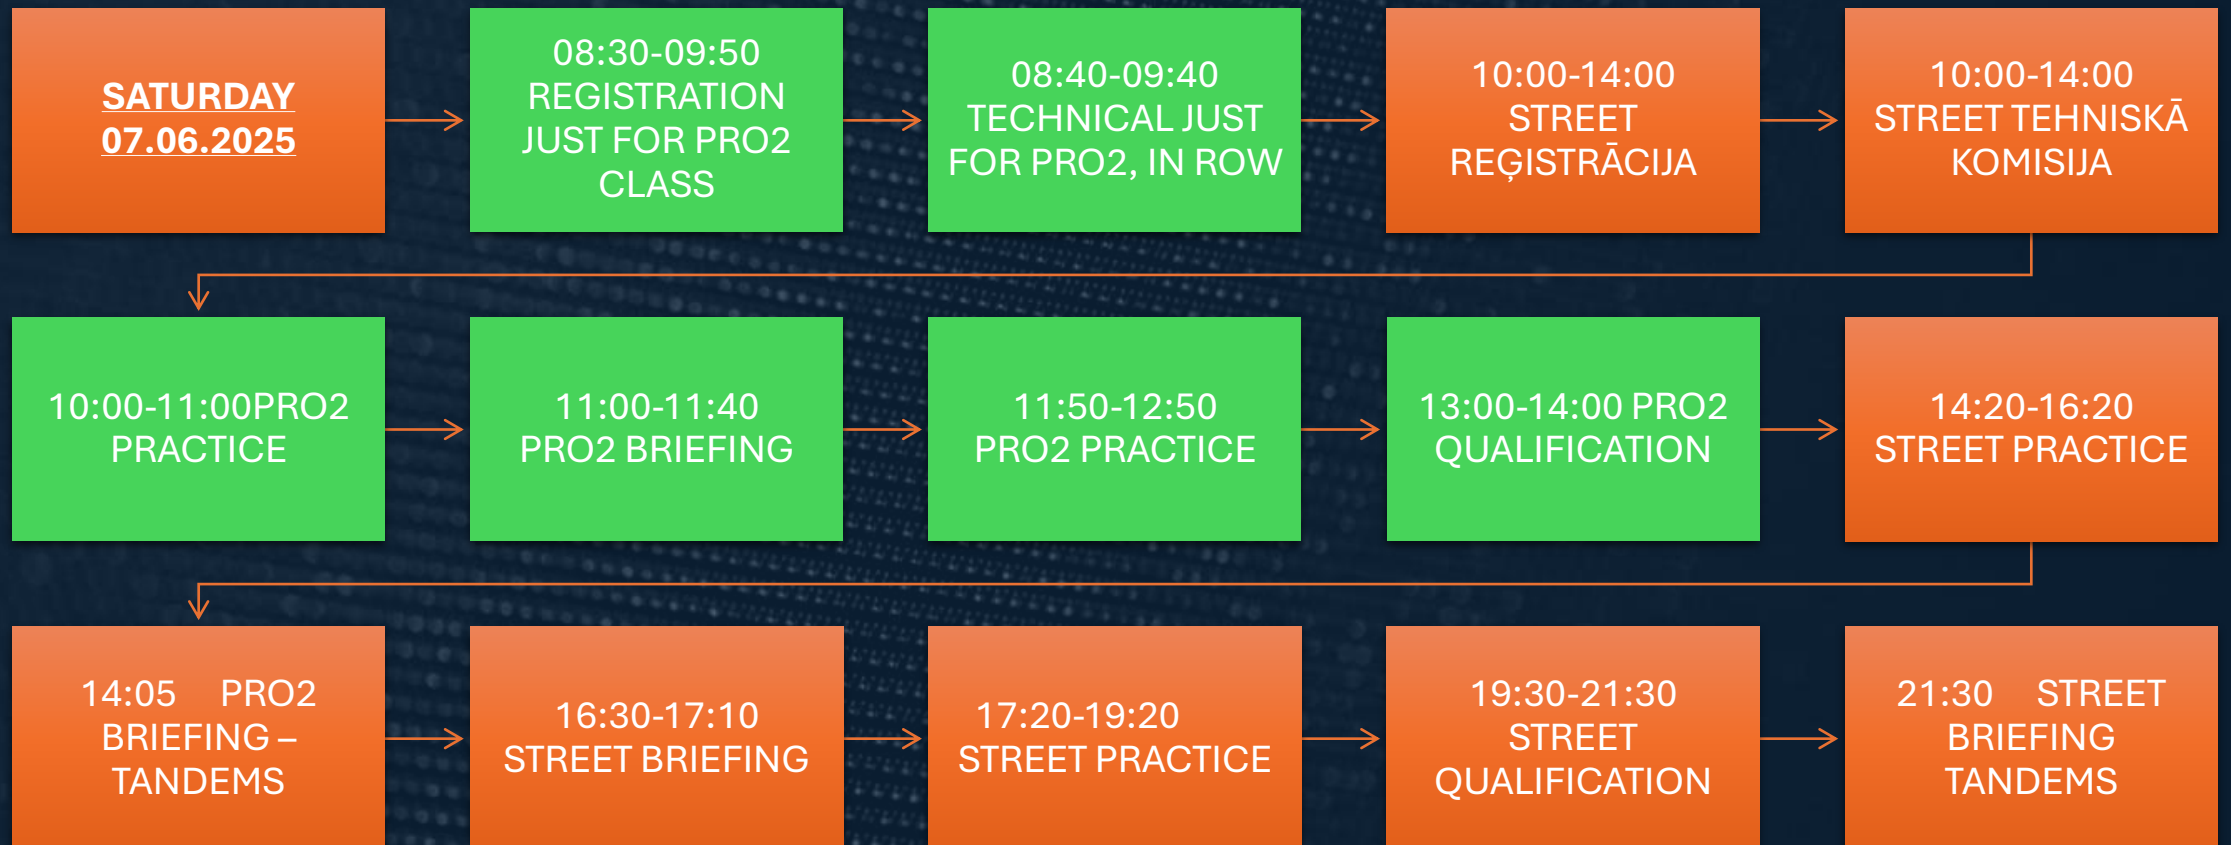 SATURDAY
07.06.2025
08:30-09:50
REGISTRATION
JUST FOR PRO2
CLASS
08:40-09:40
TECHNICAL JUST
FOR PRO2, IN ROW
10:00-14:00
STREET
REĢISTRĀCIJA
10:00-14:00
STREET TEHNISKĀ
KOMISIJA
10:00-11:00PRO2
PRACTICE
11:00-11:40
PRO2 BRIEFING
11:50-12:50
PRO2 PRACTICE
13:00-14:00 PRO2
QUALIFICATION
14:20-16:20
STREET PRACTICE
14:05 PRO2
BRIEFING –
TANDEMS
16:30-17:10
STREET BRIEFING
17:20-19:20
STREET PRACTICE
19:30-21:30
STREET
QUALIFICATION
21:30 STREET
BRIEFING
TANDEMS